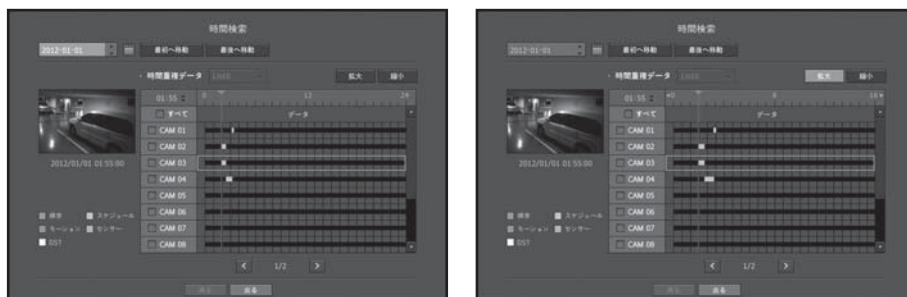 時間検索
2012-01-01 最初へ移動 最後へ移動
・時間重複データ
拡大 縮小
01:55 0 12 24
すべて データ
CAM 01
CAM 02
CAM 03
CAM 04
CAM 05
CAM 06
CAM 07
CAM 08
2012/01/01 01:55:00
スケジュール
モーション センサー
DST
< 1/2 >
戻る
時間検索
2012-01-01 最初へ移動 最後へ移動
・時間重複データ
拡大 縮小
01:55 0 8 16
すべて データ
CAM 01
CAM 02
CAM 03
CAM 04
CAM 05
CAM 06
CAM 07
CAM 08
2012/01/01 01:55:00
スケジュール
モーション センサー
DST
< 1/2 >
戻る